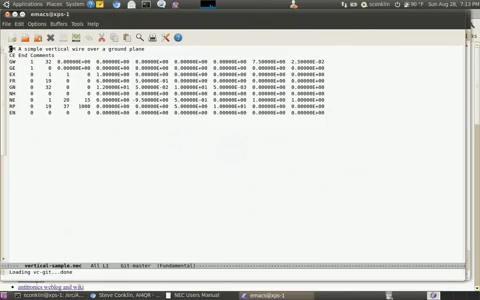 Applications Places System sconklin 90 °F Sun Aug 28, 7:13 PM
emacs@xps-1
File Edit Options Buffers Tools Help
CM A simple vertical wire over a ground plane
CE End Comments
GW 1 32 0.00000E+00 0.00000E+00 0.00000E+00 0.00000E+00 0.00000E+00 7.50000E+00 2.50000E-02
GE 1 0 0.00000E+00 0.00000E+00 0.00000E+00 0.00000E+00 0.00000E+00 0.00000E+00 0.00000E+00
EX 0 1 1 0 1.00000E+00 0.00000E+00 0.00000E+00 0.00000E+00 0.00000E+00 0.00000E+00
FR 0 19 0 0 6.00000E+00 5.00000E-01 0.00000E+00 0.00000E+00 0.00000E+00 0.00000E+00
GN 0 32 0 0 1.20000E+01 5.00000E-02 1.00000E+01 5.00000E-03 0.00000E+00 0.00000E+00
NH 0 0 0 0 0.00000E+00 0.00000E+00 0.00000E+00 0.00000E+00 0.00000E+00 0.00000E+00
NE 0 1 20 15 0.00000E+00 -9.50000E+00 5.00000E-01 0.00000E+00 1.00000E+00 1.00000E+00
RP 0 19 37 1000 0.00000E+00 0.00000E+00 5.00000E+00 1.00000E+01 0.00000E+00 0.00000E+00
EN 0 0 0 0 0.00000E+00 0.00000E+00 0.00000E+00 0.00000E+00 0.00000E+00 0.00000E+00
vertical-sample.nec All L1 Git-master (Fundamental)
Loading vc-git...done
antitronics weblog and wiki
sconklin@xps-1: /src/A... Steve Conklin, AI4QR - ... NEC Users Manual emacs@xps-1